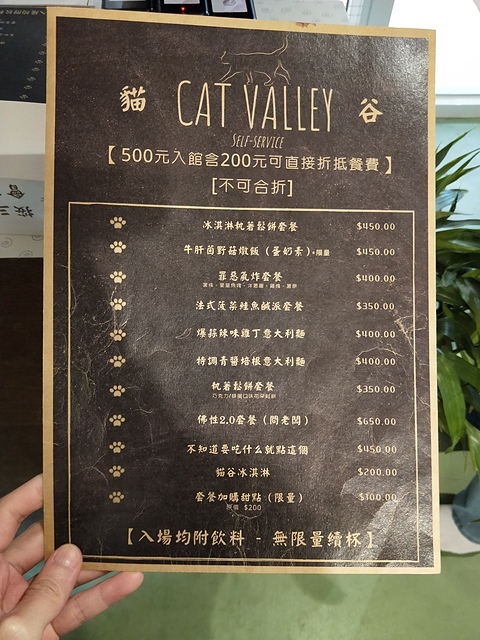 貓 CAT VALLEY 谷
SELF-SERVICE
【500元入館含200元可直接折抵餐費】
[不可合折]
冰淇淋軏著鬆餅套餐 $450.00
牛肝菌野菇燉飯（蛋奶素）*限量 $450.00
罪惡氣炸套餐 $400.00
法式菠菜鮭魚鹹派套餐 $350.00
爆蒜辣味雞丁意大利麵 $400.00
特調青醬培根意大利麵 $400.00
軏著鬆餅套餐 $350.00
佛性2.0套餐（問老闆） $650.00
不知道要吃什么就點這個 $450.00
貓谷冰淇淋 $200.00
套餐加購甜點（限量） $100.00
原價 $200
【入場均附飲料 - 無限量續杯】